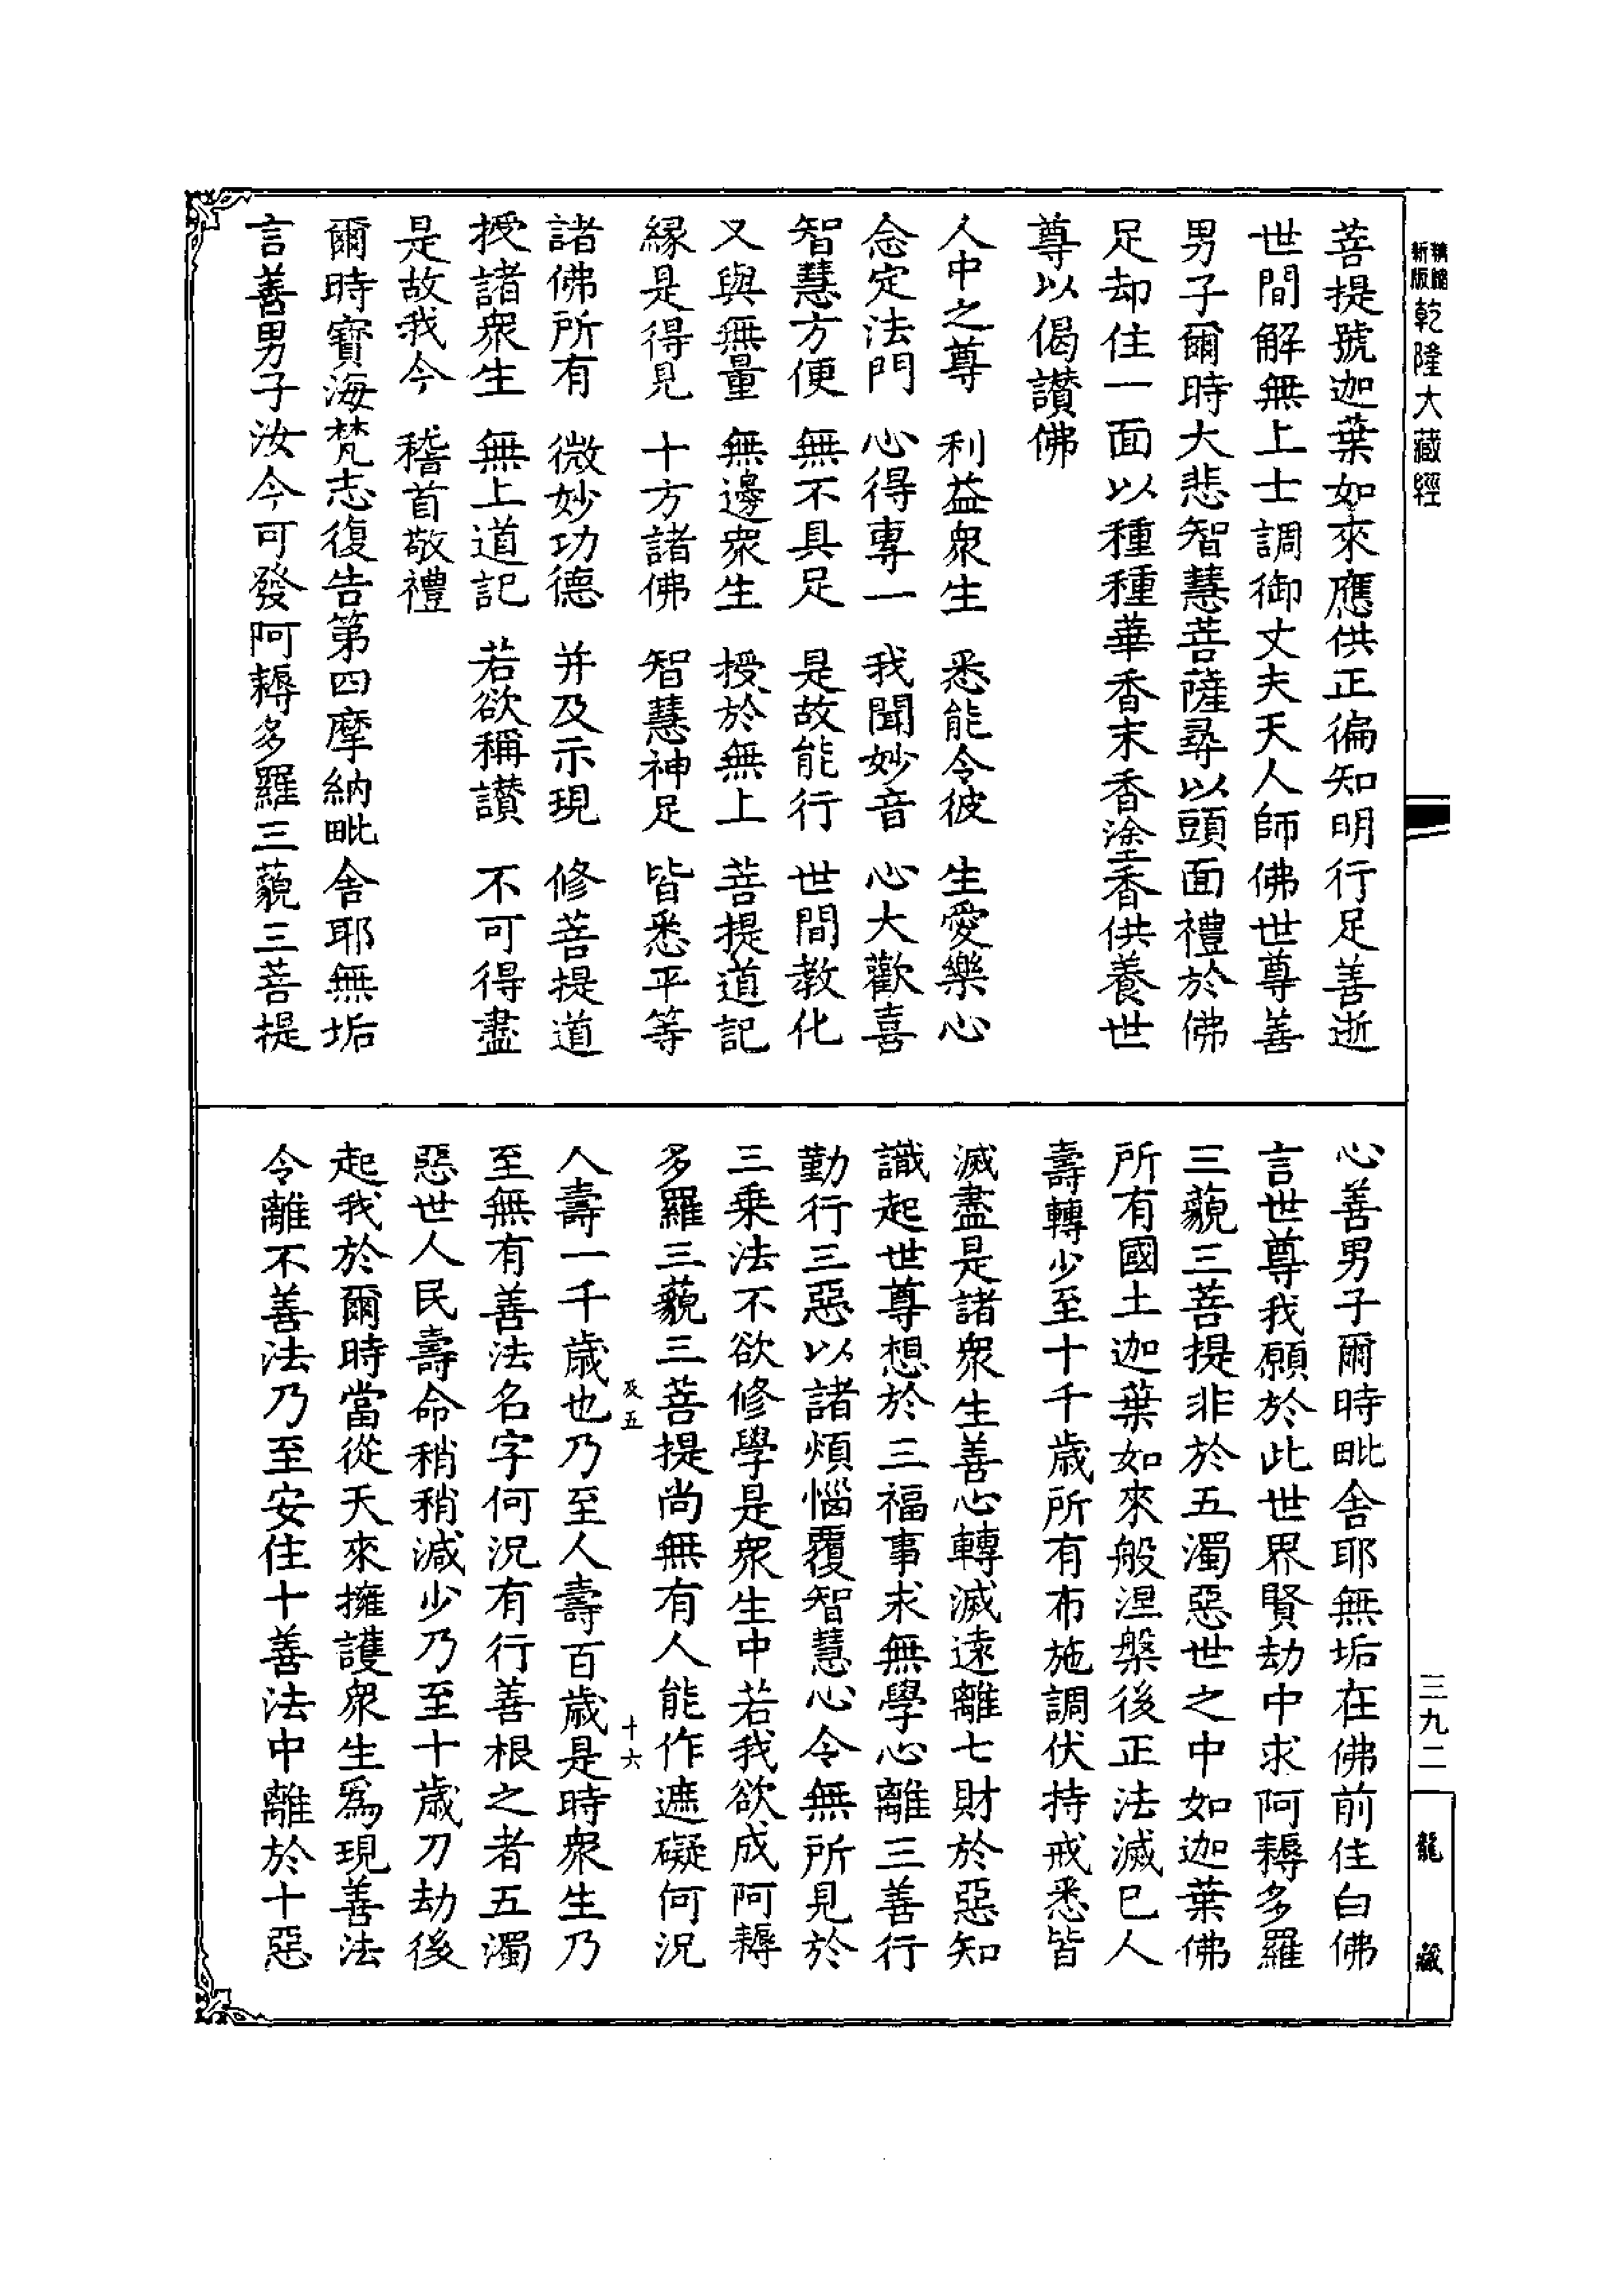 精縮新版乾隆大藏經
菩提號迦葉如來應供正徧知明行足善逝
世間解無上士調御丈夫天人師佛世尊善
男子爾時大悲智慧菩薩尋以頭面禮於佛
足却住一面以種種華香末香塗香供養世
尊以偈讃佛
人中之尊 利益衆生 悉能令彼 生愛樂心
念定法門 心得專一 我聞妙音 心大歡喜
智慧方便 無不具足 是故能行 世間教化
又與無量 無邊衆生 授於無上 菩提道記
緣是得見 十方諸佛 智慧神足 皆悉平等
諸佛所有 微妙功德 并及示現 修菩提道
授諸衆生 無上道記 若欲稱讃 不可得盡
是故我今 稽首敬禮
爾時寶海梵志復告第四摩納毗舍耶無垢
言善男子汝今可發阿耨多羅三藐三菩提
心善男子爾時毗舍耶無垢在佛前住白佛
言世尊我願於此世界賢劫中求阿耨多羅
三藐三菩提非於五濁惡世之中如迦葉佛
所有國土迦葉如來般涅槃後正法滅巳人
壽轉少至十千歲所有布施調伏持戒悉皆
滅盡是諸衆生善心轉滅遠離七財於惡知
識起世尊想於三福事求無學心離三善行
勤行三惡以諸煩惱覆智慧心令無所見於
三乗法不欲修學是衆生中若我欲成阿耨
多羅三藐三菩提尚無有人能作遮礙何況
及五 十六
人壽一千歲也乃至人壽百歲是時衆生乃
至無有善法名字何況有行善根之者五濁
惡世人民壽命稍稍減少乃至十歲刀劫後
起我於爾時當從天來擁護衆生爲現善法
令離不善法乃至安住十善法中離於十惡
三九二
龍藏